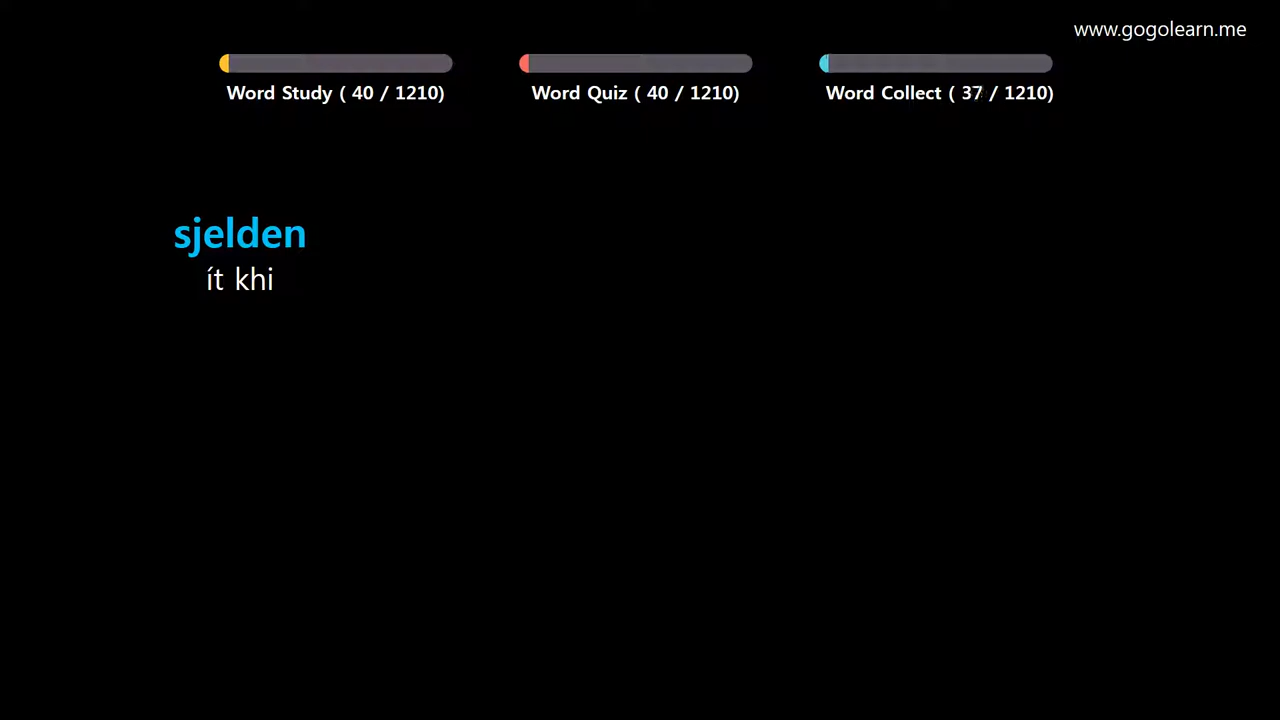 www.gogolearn.me
Word Study ( 40 / 1210)
Word Quiz ( 40 / 1210)
Word Collect ( 37 / 1210)
sjelden
ít khi